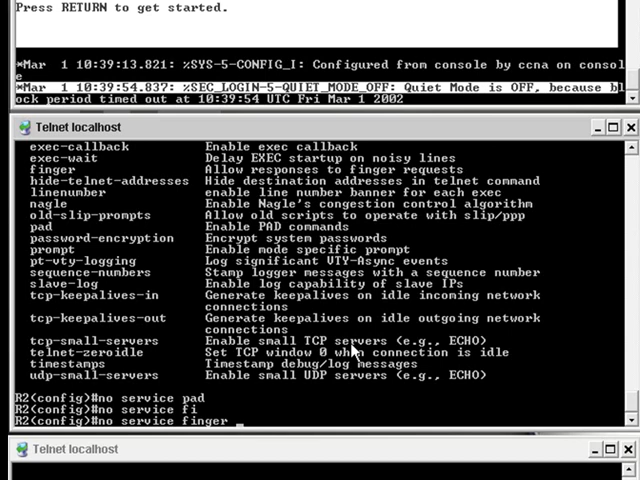 Press RETURN to get started.
*Mar  1 10:39:13.821: %SYS-5-CONFIG_I: Configured from console by ccna on consol
e
*Mar  1 10:39:54.837: %SEC_LOGIN-5-QUIET_MODE_OFF: Quiet Mode is OFF, because bl
ock period timed out at 10:39:54 UTC Fri Mar 1 2002
Telnet localhost
exec-callback          Enable exec callback
exec-wait              Delay EXEC startup on noisy lines
finger                 Allow responses to finger requests
hide-telnet-addresses  Hide destination addresses in telnet command
linenumber             enable line number banner for each exec
nagle                  Enable Nagle's congestion control algorithm
old-slip-prompts       Allow old scripts to operate with slip/ppp
pad                    Enable PAD commands
password-encryption    Encrypt system passwords
prompt                 Enable mode specific prompt
pt-vty-logging         Log significant VTY-Async events
sequence-numbers       Stamp logger messages with a sequence number
slave-log              Enable log capability of slave IPs
tcp-keepalives-in      Generate keepalives on idle incoming network
connections
tcp-keepalives-out     Generate keepalives on idle outgoing network
connections
tcp-small-servers      Enable small TCP servers (e.g., ECHO)
telnet-zeroidle        Set TCP window 0 when connection is idle
timestamps             Timestamp debug/log messages
udp-small-servers      Enable small UDP servers (e.g., ECHO)
R2(config)#no service pad
R2(config)#no service fi
R2(config)#no service finger _
Telnet localhost